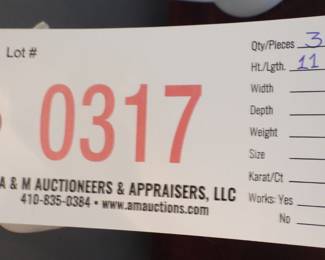 Lot #
0317
A & M AUCTIONEERS & APPRAISERS, LLC
410-835-0384 • www.amauctions.com
Qty/Pieces 3
Ht./Lgth. 11
Width
Depth
Weight
Size
Karat/Ct
Works: Yes
No